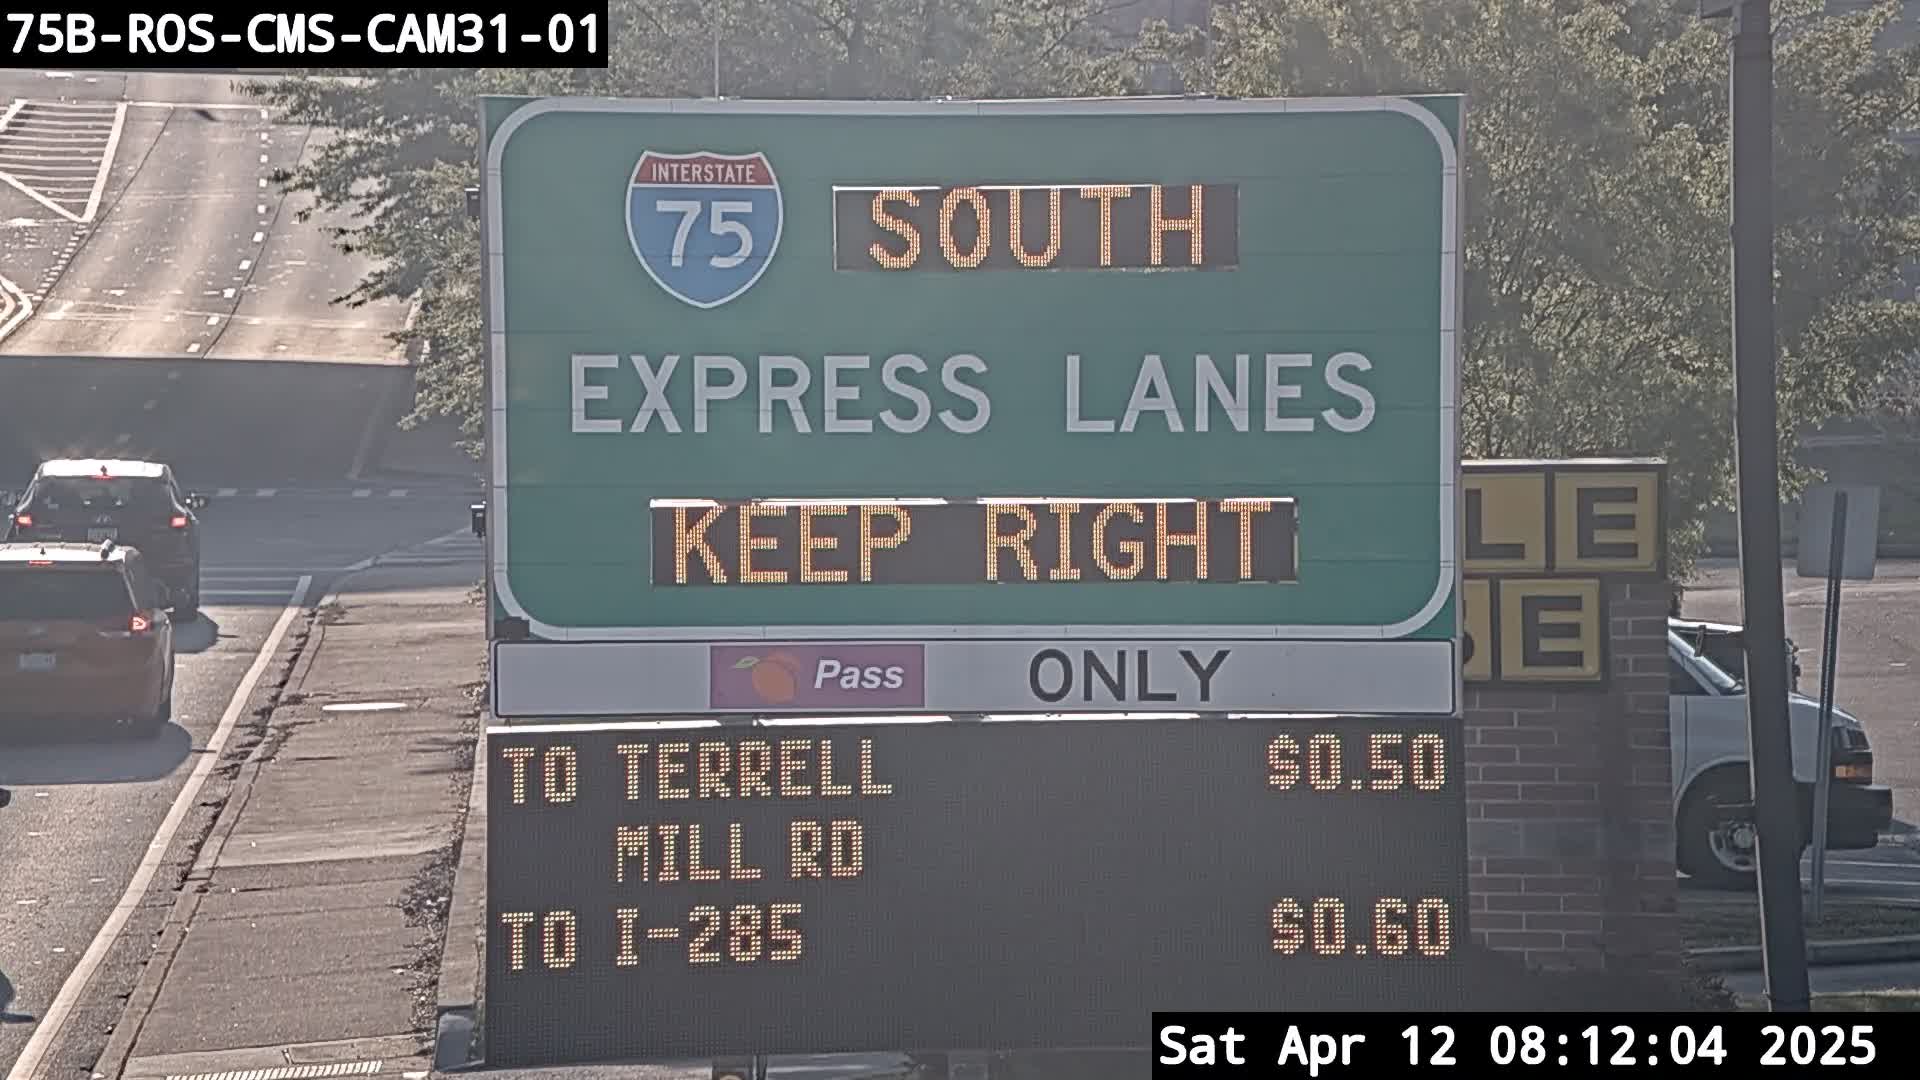 75B-ROS-CMS-CAM31-01
INTERSTATE
75
SOUTH
EXPRESS LANES
KEEP RIGHT
Pass ONLY
TO TERRELL $0.50
MILL RD
TO I-285 $0.60
LE
E
Sat Apr 12 08:12:04 2025